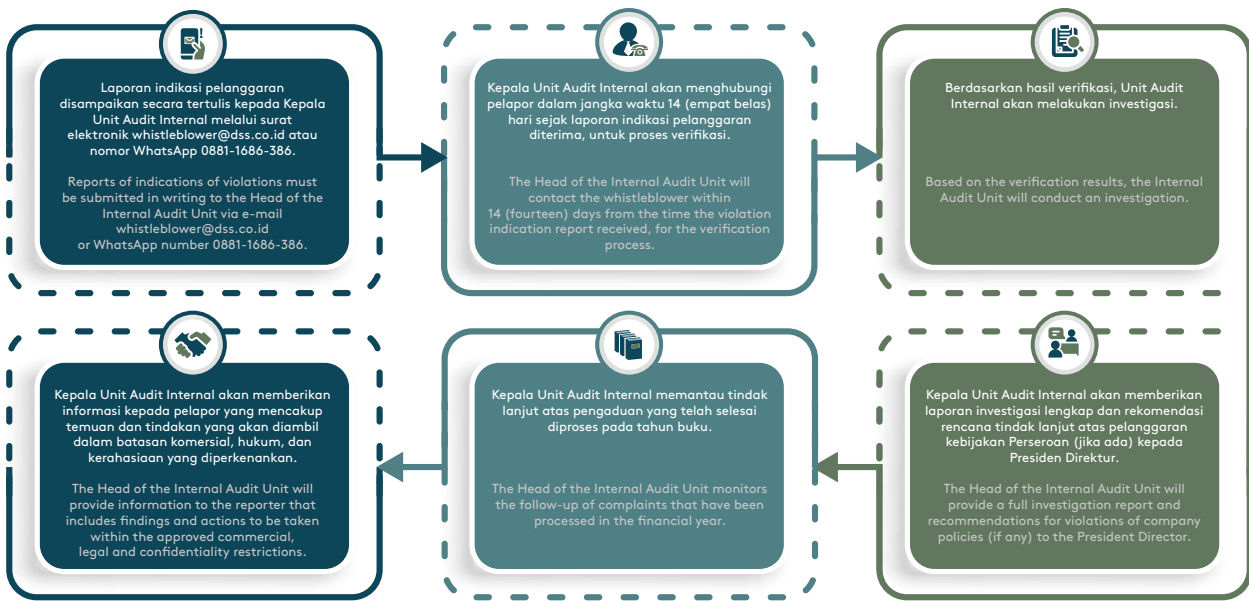 Laporan indikasi pelanggaran
disampaikan secara tertulis kepada Kepala
Unit Audit Internal melalui surat
elektronik whistleblower@dss.co.id atau
nomor WhatsApp 0881-1686-386.
Reports of indications of violations must
be submitted in writing to the Head of the
Internal Audit Unit via e-mail
whistleblower@dss.co.id
or WhatsApp number 0881-1686-386.
Kepala Unit Audit Internal akan menghubungi
pelapor dalam jangka waktu 14 (empat belas)
hari sejak laporan indikasi pelanggaran
diterima, untuk proses verifikasi.
The Head of the Internal Audit Unit will
contact the whistleblower within
14 (fourteen) days from the time the violation
indication report received, for the verification
process.
Berdasarkan hasil verifikasi, Unit Audit
Internal akan melakukan investigasi.
Based on the verification results, the Internal
Audit Unit will conduct an investigation.
Kepala Unit Audit Internal akan memberikan
laporan investigasi lengkap dan rekomendasi
rencana tindak lanjut atas pelanggaran
kebijakan Perseroan (jika ada) kepada
Presiden Direktur.
The Head of the Internal Audit Unit will
provide a full investigation report and
recommendations for violations of company
policies (if any) to the President Director.
Kepala Unit Audit Internal memantau tindak
lanjut atas pengaduan yang telah selesai
diproses pada tahun buku.
The Head of the Internal Audit Unit monitors
the follow-up of complaints that have been
processed in the financial year.
Kepala Unit Audit Internal akan memberikan
informasi kepada pelapor yang mencakup
temuan dan tindakan yang akan diambil
dalam batasan komersial, hukum, dan
kerahasiaan yang diperkenankan.
The Head of the Internal Audit Unit will
provide information to the reporter that
includes findings and actions to be taken
within the approved commercial,
legal and confidentiality restrictions.